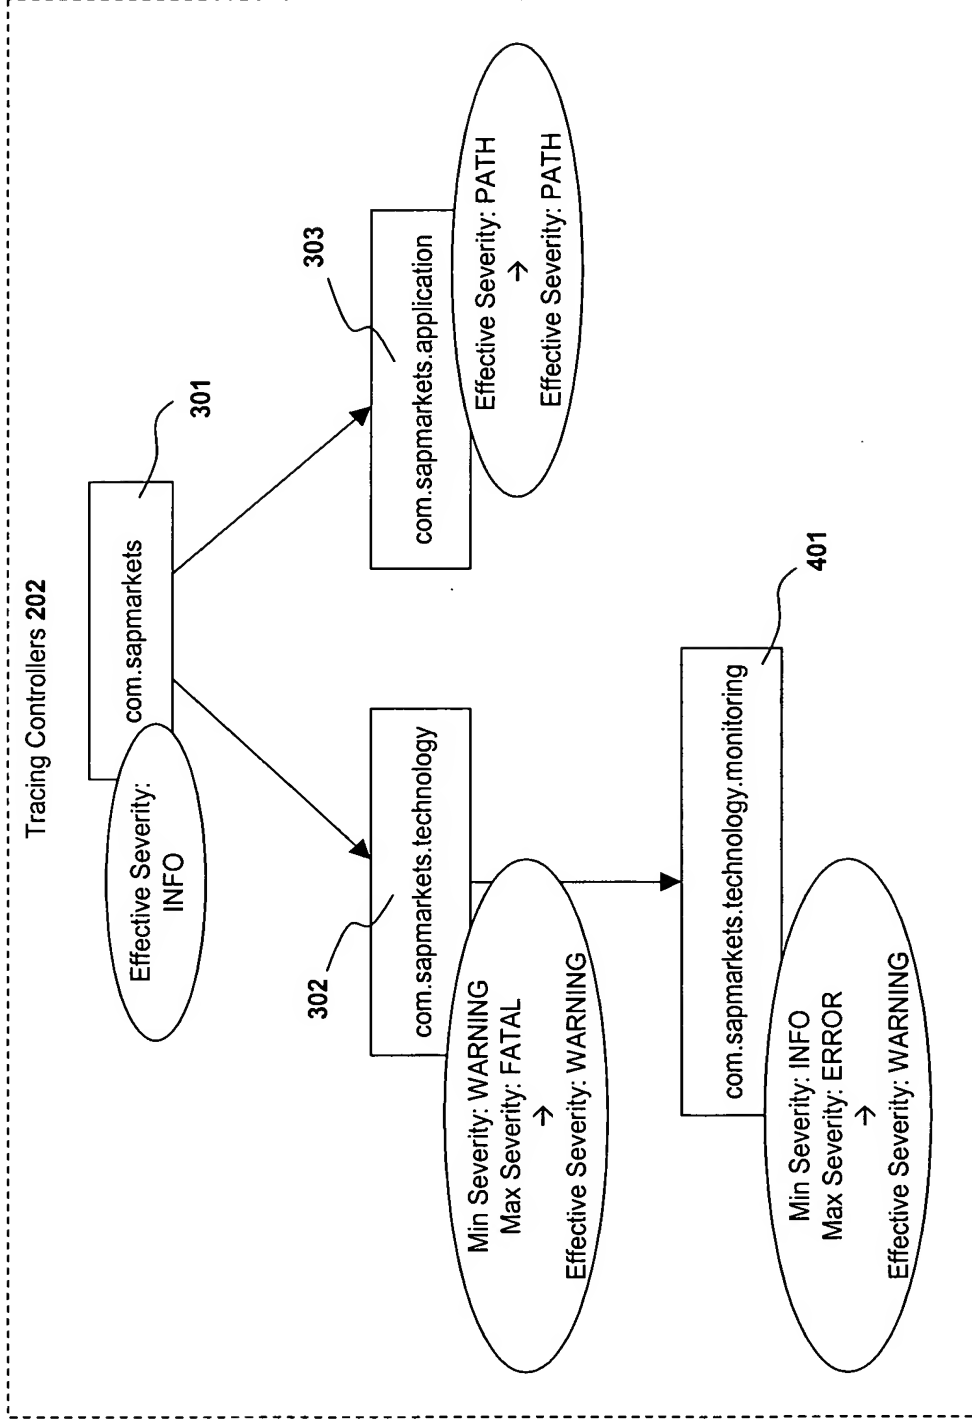 Tracing Controllers 202
com.sapmarkets
301
Effective Severity:
INFO
302
com.sapmarkets.technology
Min Severity: WARNING
Max Severity: FATAL
→
Effective Severity: WARNING
303
com.sapmarkets.application
Effective Severity: PATH
→
Effective Severity: PATH
401
com.sapmarkets.technology.monitoring
Min Severity: INFO
Max Severity: ERROR
→
Effective Severity: WARNING